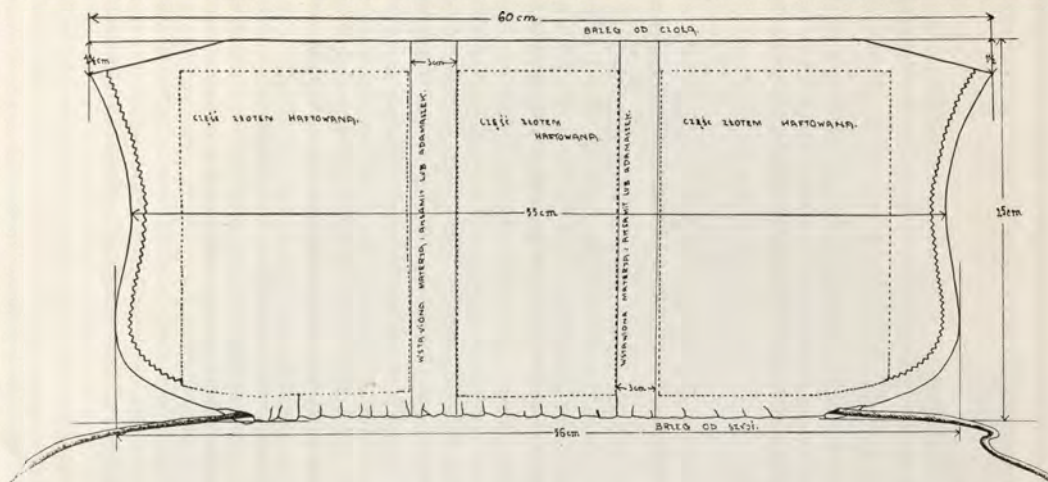 60 cm
BRZEG OD CZOŁA.
3cm
CZĘŚĆ ZŁOTEM HAFTOWANA.
CZĘŚĆ ZŁOTEM
HAFTOWANA.
CZĘŚĆ ZŁOTEM HAFTOWANA.
WSTAWIONA MATERJA: AKSAMIT LUB ADAMASZEK.
WSTAWIONA MATERJA: AKSAMIT LUB ADAMASZEK.
55cm
25cm
3cm
BRZEG OD SZYJI.
56cm